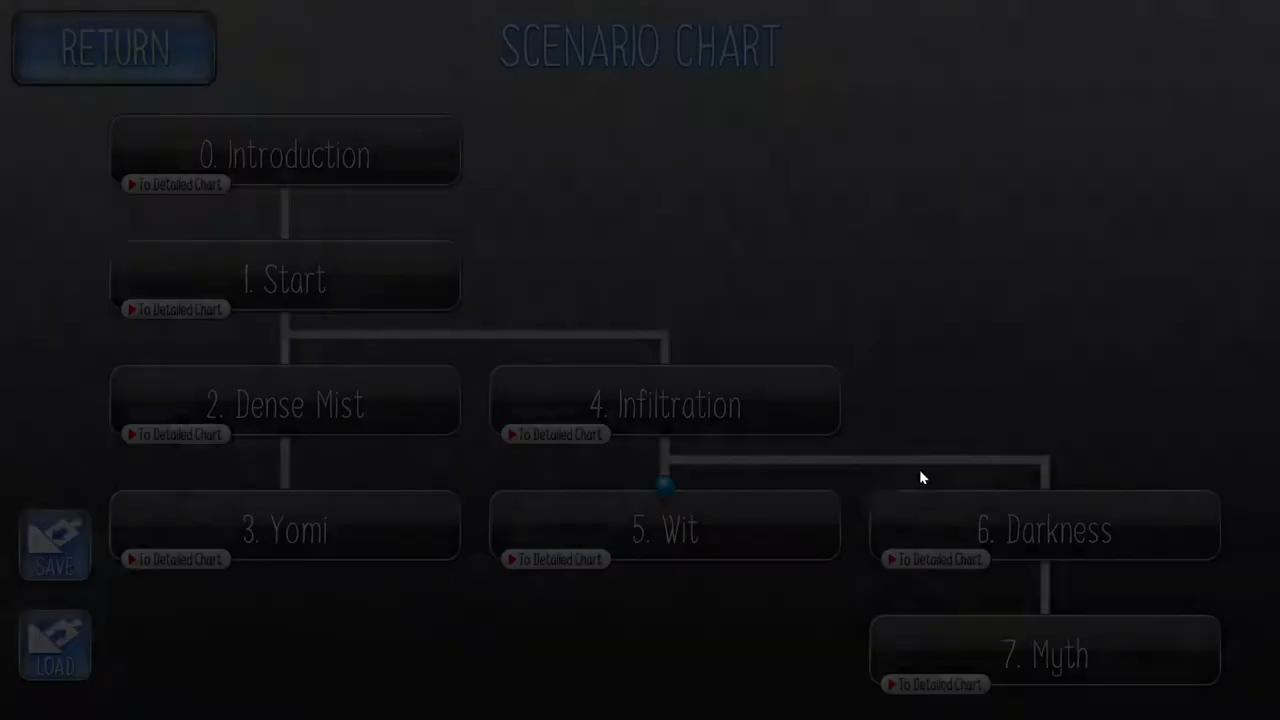 RETURN
SCENARIO CHART
0. Introduction
To Detailed Chart
1. Start
To Detailed Chart
2. Dense Mist
To Detailed Chart
4. Infiltration
To Detailed Chart
3. Yomi
To Detailed Chart
5. Wit
To Detailed Chart
6. Darkness
To Detailed Chart
SAVE
7. Myth
To Detailed Chart
LOAD